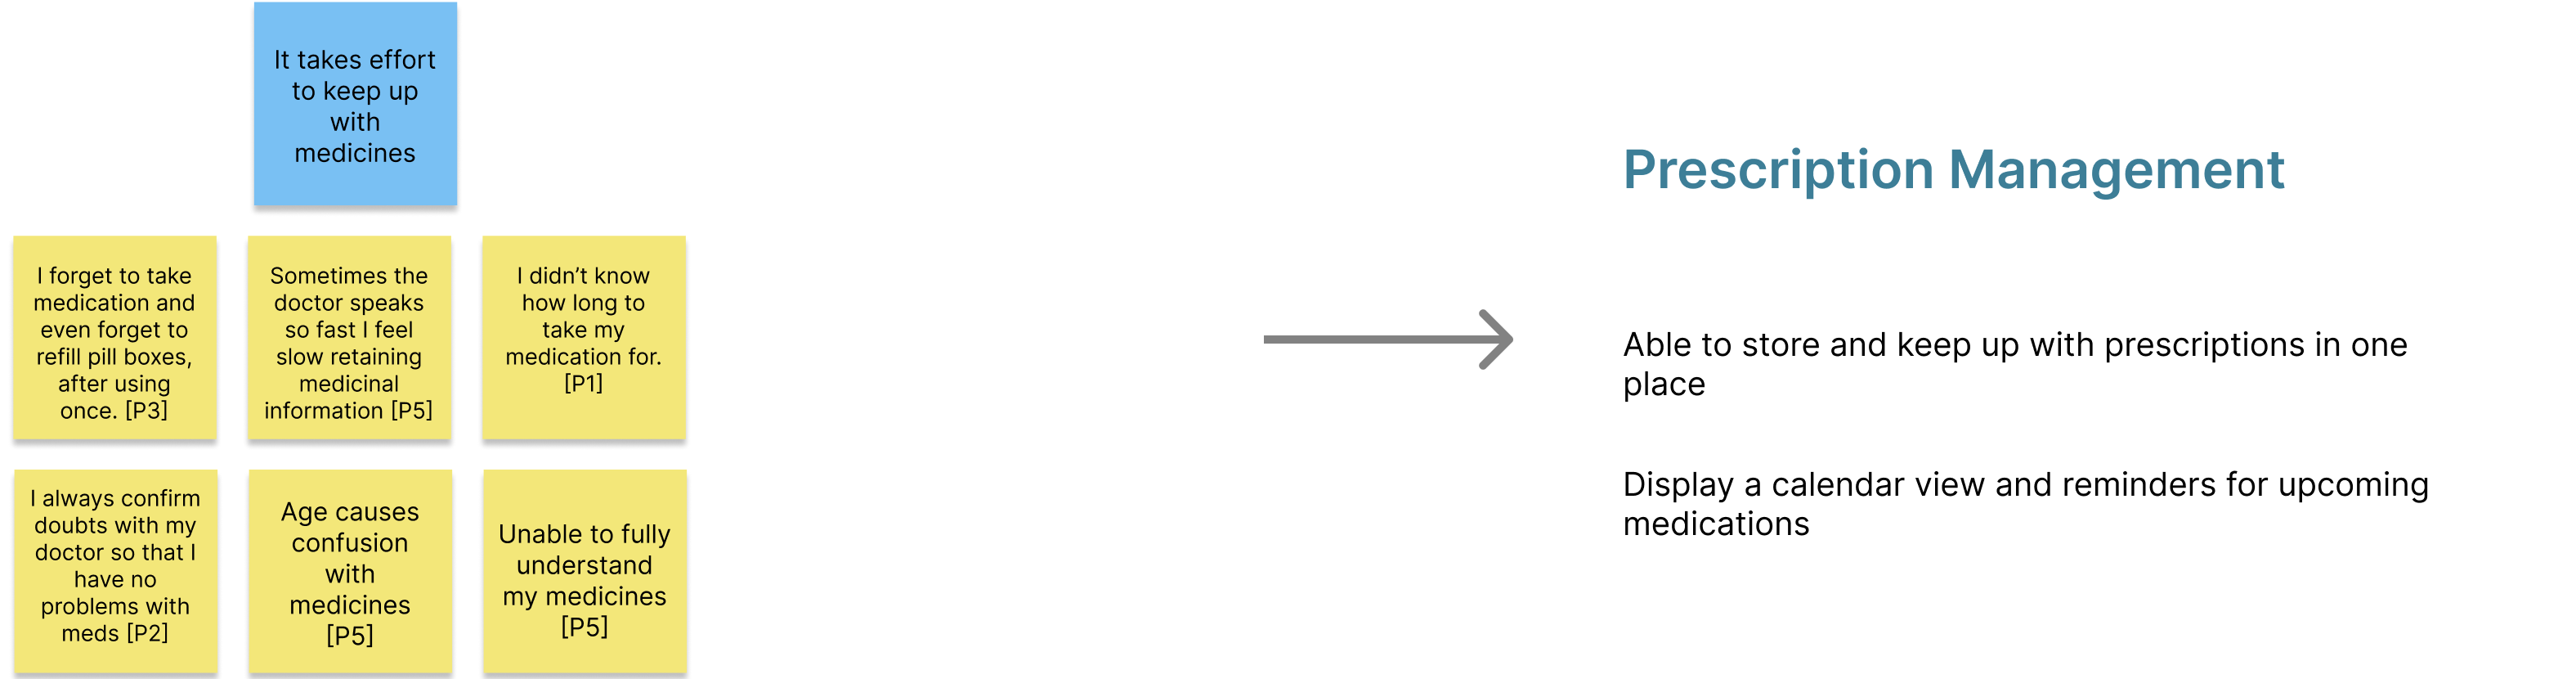 It takes effort
to keep up
with
medicines
I forget to take
medication and
even forget to
refill pill boxes,
after using
once. [P3]
Sometimes the
doctor speaks
so fast I feel
slow retaining
medicinal
information [P5]
I didn’t know
how long to
take my
medication for.
[P1]
I always confirm
doubts with my
doctor so that I
have no
problems with
meds [P2]
Age causes
confusion
with
medicines
[P5]
Unable to fully
understand
my medicines
[P5]
Prescription Management
Able to store and keep up with prescriptions in one
place
Display a calendar view and reminders for upcoming
medications